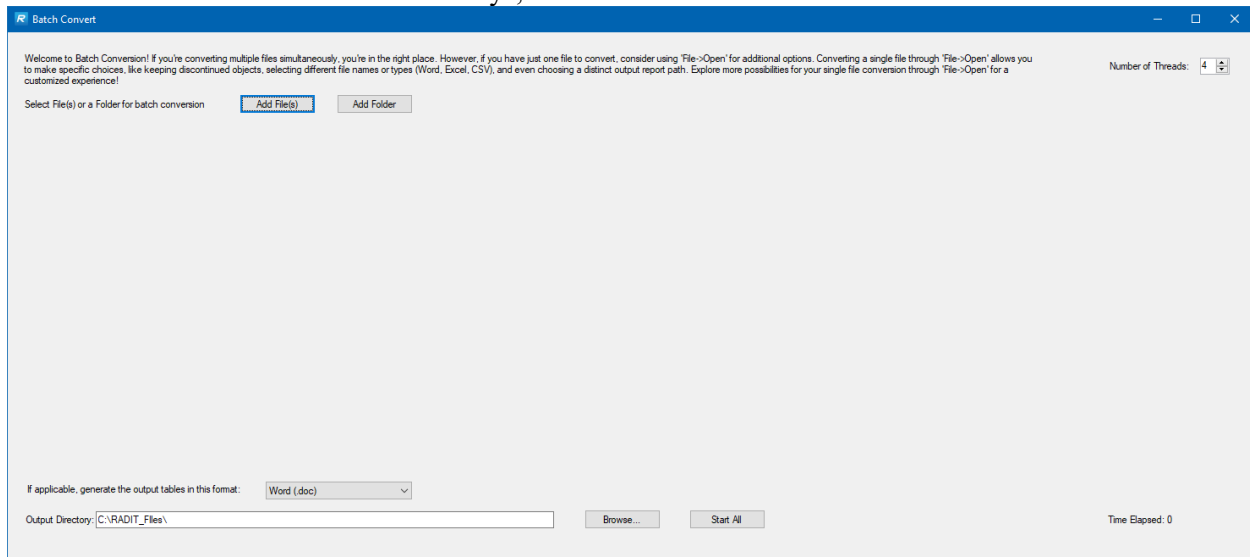 Batch Convert
Welcome to Batch Conversion! If you're converting multiple files simultaneously, you're in the right place. However, if you have just one file to convert, consider using 'File->Open' for additional options. Converting a single file through 'File->Open' allows you
to make specific choices, like keeping discontinued objects, selecting different file names or types (Word, Excel, CSV), and even choosing a distinct output report path. Explore more possibilities for your single file conversion through 'File->Open' for a
customized experience!
Number of Threads: 4
Select File(s) or a Folder for batch conversion Add File(s) Add Folder
If applicable, generate the output tables in this format: Word (.doc)
Output Directory: C:\RADIT_FIles\ Browse... Start All Time Elapsed: 0